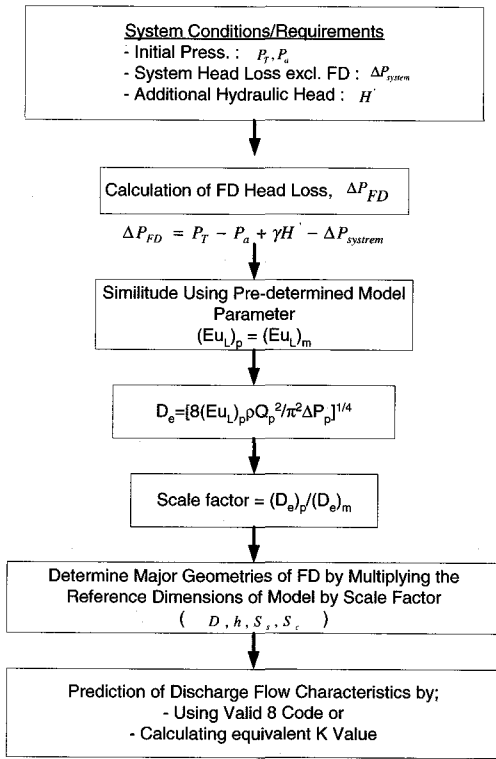 System Conditions/Requirements
- Initial Press. : P_T, P_a
- System Head Loss excl. FD : ΔP_system
- Additional Hydraulic Head : H'
Calculation of FD Head Loss, ΔP_FD
ΔP_FD = P_T - P_a + γH' - ΔP_systrem
Similitude Using Pre-determined Model
Parameter
(Eu_L)_p = (Eu_L)_m
D_e=[8(Eu_L)_pρQ_p²/π²ΔP_p]^1/4
Scale factor = (D_e)_p/(D_e)_m
Determine Major Geometries of FD by Multiplying the
Reference Dimensions of Model by Scale Factor
( D, h, S_s, S_c )
Prediction of Discharge Flow Characteristics by;
- Using Valid 8 Code or
- Calculating equivalent K Value